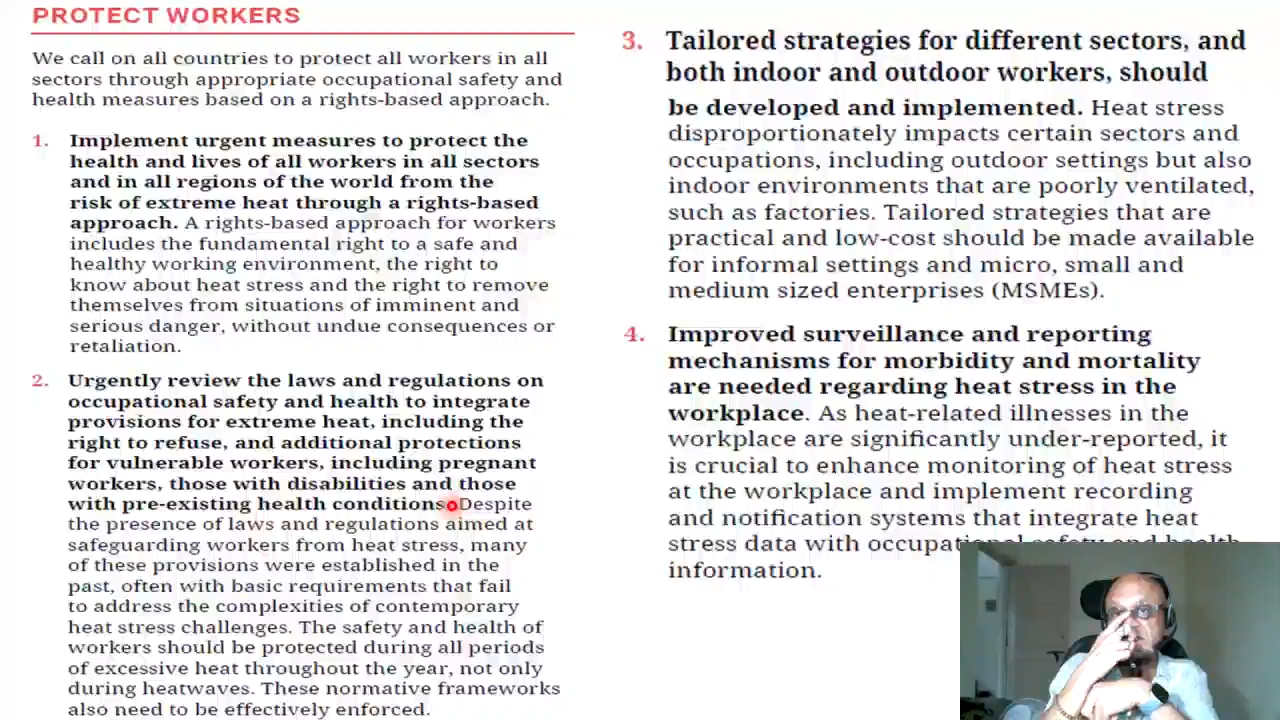 PROTECT WORKERS
We call on all countries to protect all workers in all
sectors through appropriate occupational safety and
health measures based on a rights-based approach.
1. Implement urgent measures to protect the
health and lives of all workers in all sectors
and in all regions of the world from the
risk of extreme heat through a rights-based
approach. A rights-based approach for workers
includes the fundamental right to a safe and
healthy working environment, the right to
know about heat stress and the right to remove
themselves from situations of imminent and
serious danger, without undue consequences or
retaliation.
2. Urgently review the laws and regulations on
occupational safety and health to integrate
provisions for extreme heat, including the
right to refuse, and additional protections
for vulnerable workers, including pregnant
workers, those with disabilities and those
with pre-existing health conditions Despite
the presence of laws and regulations aimed at
safeguarding workers from heat stress, many
of these provisions were established in the
past, often with basic requirements that fail
to address the complexities of contemporary
heat stress challenges. The safety and health of
workers should be protected during all periods
of excessive heat throughout the year, not only
during heatwaves. These normative frameworks
also need to be effectively enforced.
3. Tailored strategies for different sectors, and
both indoor and outdoor workers, should
be developed and implemented. Heat stress
disproportionately impacts certain sectors and
occupations, including outdoor settings but also
indoor environments that are poorly ventilated,
such as factories. Tailored strategies that are
practical and low-cost should be made available
for informal settings and micro, small and
medium sized enterprises (MSMEs).
4. Improved surveillance and reporting
mechanisms for morbidity and mortality
are needed regarding heat stress in the
workplace. As heat-related illnesses in the
workplace are significantly under-reported, it
is crucial to enhance monitoring of heat stress
at the workplace and implement recording
and notification systems that integrate heat
stress data with occupational safety and health
information.